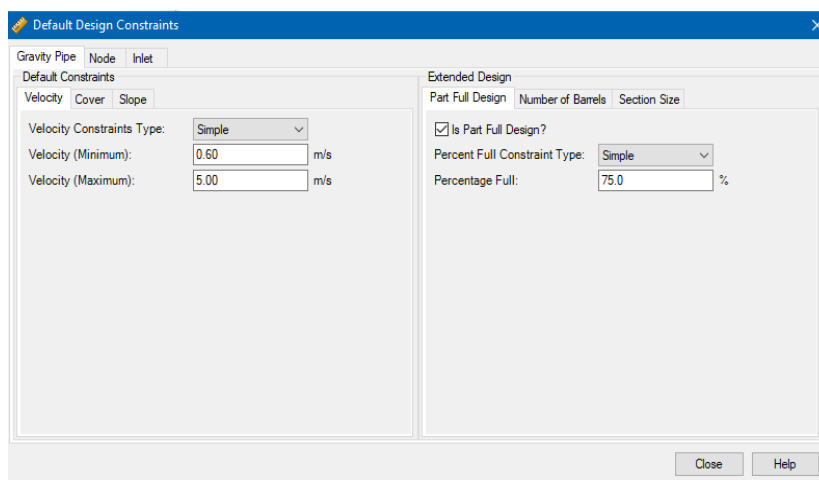 Default Design Constraints
Gravity Pipe Node Inlet
Default Constraints
Velocity Cover Slope
Velocity Constraints Type: Simple
Velocity (Minimum): 0.60 m/s
Velocity (Maximum): 5.00 m/s
Extended Design
Part Full Design Number of Barrels Section Size
Is Part Full Design?
Percent Full Constraint Type: Simple
Percentage Full: 75.0 %
Close Help